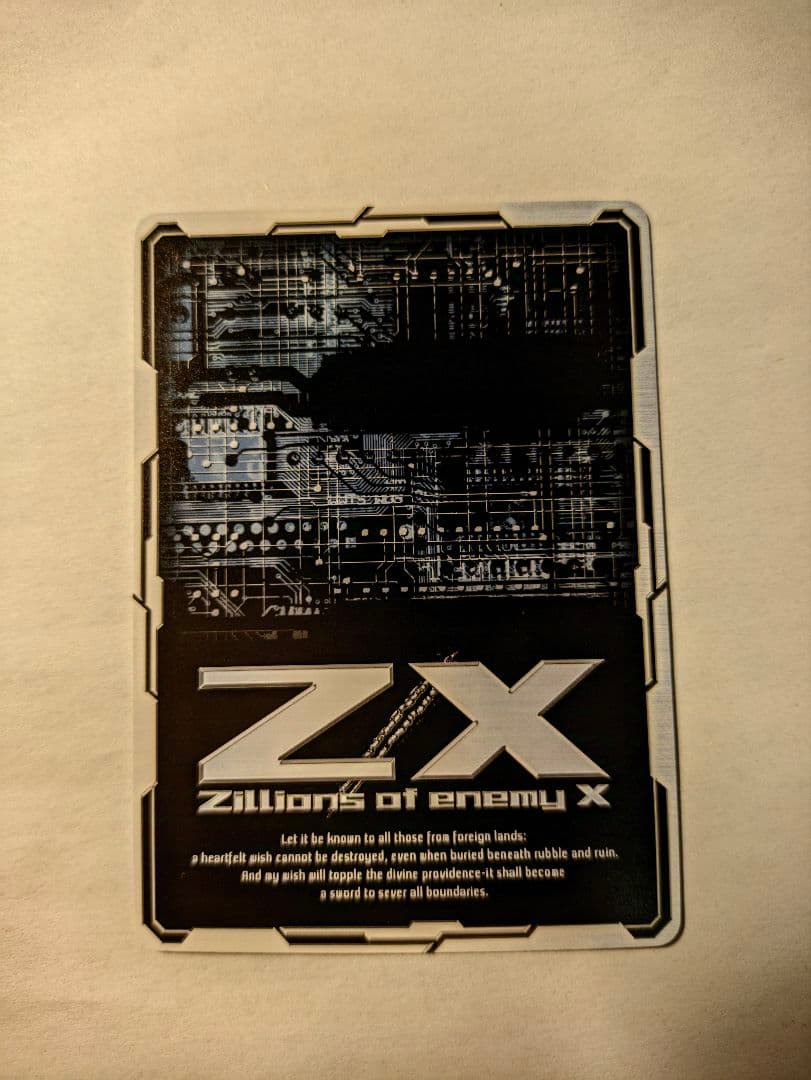 Z/X
Zillions of enemy X
Let it be known to all those from foreign lands:
a heartfelt wish cannot be destroyed, even when buried beneath rubble and ruin.
And my wish will topple the divine providence-it shall become
a sword to sever all boundaries.